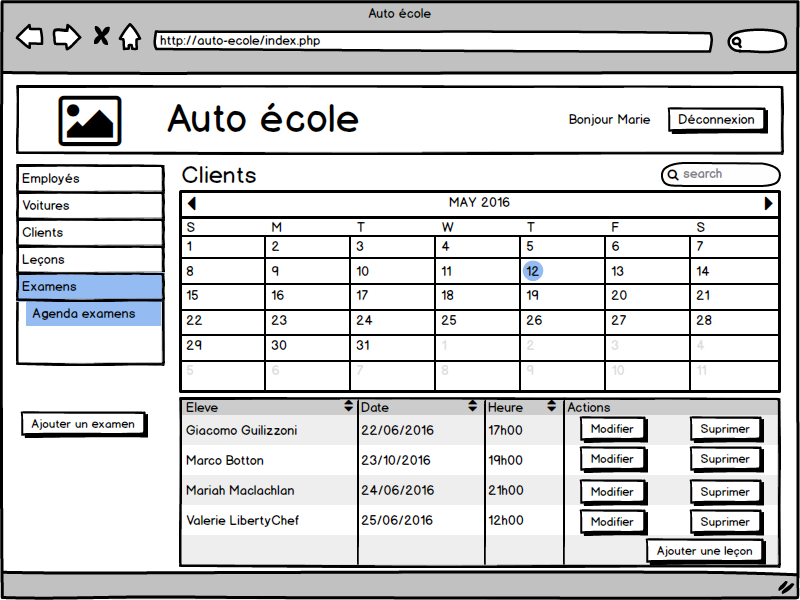 Auto école
http://auto-ecole/index.php
Auto école
Bonjour Marie
Déconnexion
Employés
Voitures
Clients
Leçons
Examens
Agenda examens
Ajouter un examen
Clients
search
MAY 2016
S M T W T F S
1 2 3 4 5 6 7
8 9 10 11 12 13 14
15 16 17 18 19 20 21
22 23 24 25 26 27 28
29 30 31 1 2 3 4
5 6 7 8 9 10 11
Eleve Date Heure Actions
Giacomo Guilizzoni 22/06/2016 17h00 Modifier Suprimer
Marco Botton 23/10/2016 19h00 Modifier Suprimer
Mariah Maclachlan 24/06/2016 21h00 Modifier Suprimer
Valerie LibertyChef 25/06/2016 12h00 Modifier Suprimer
Ajouter une leçon